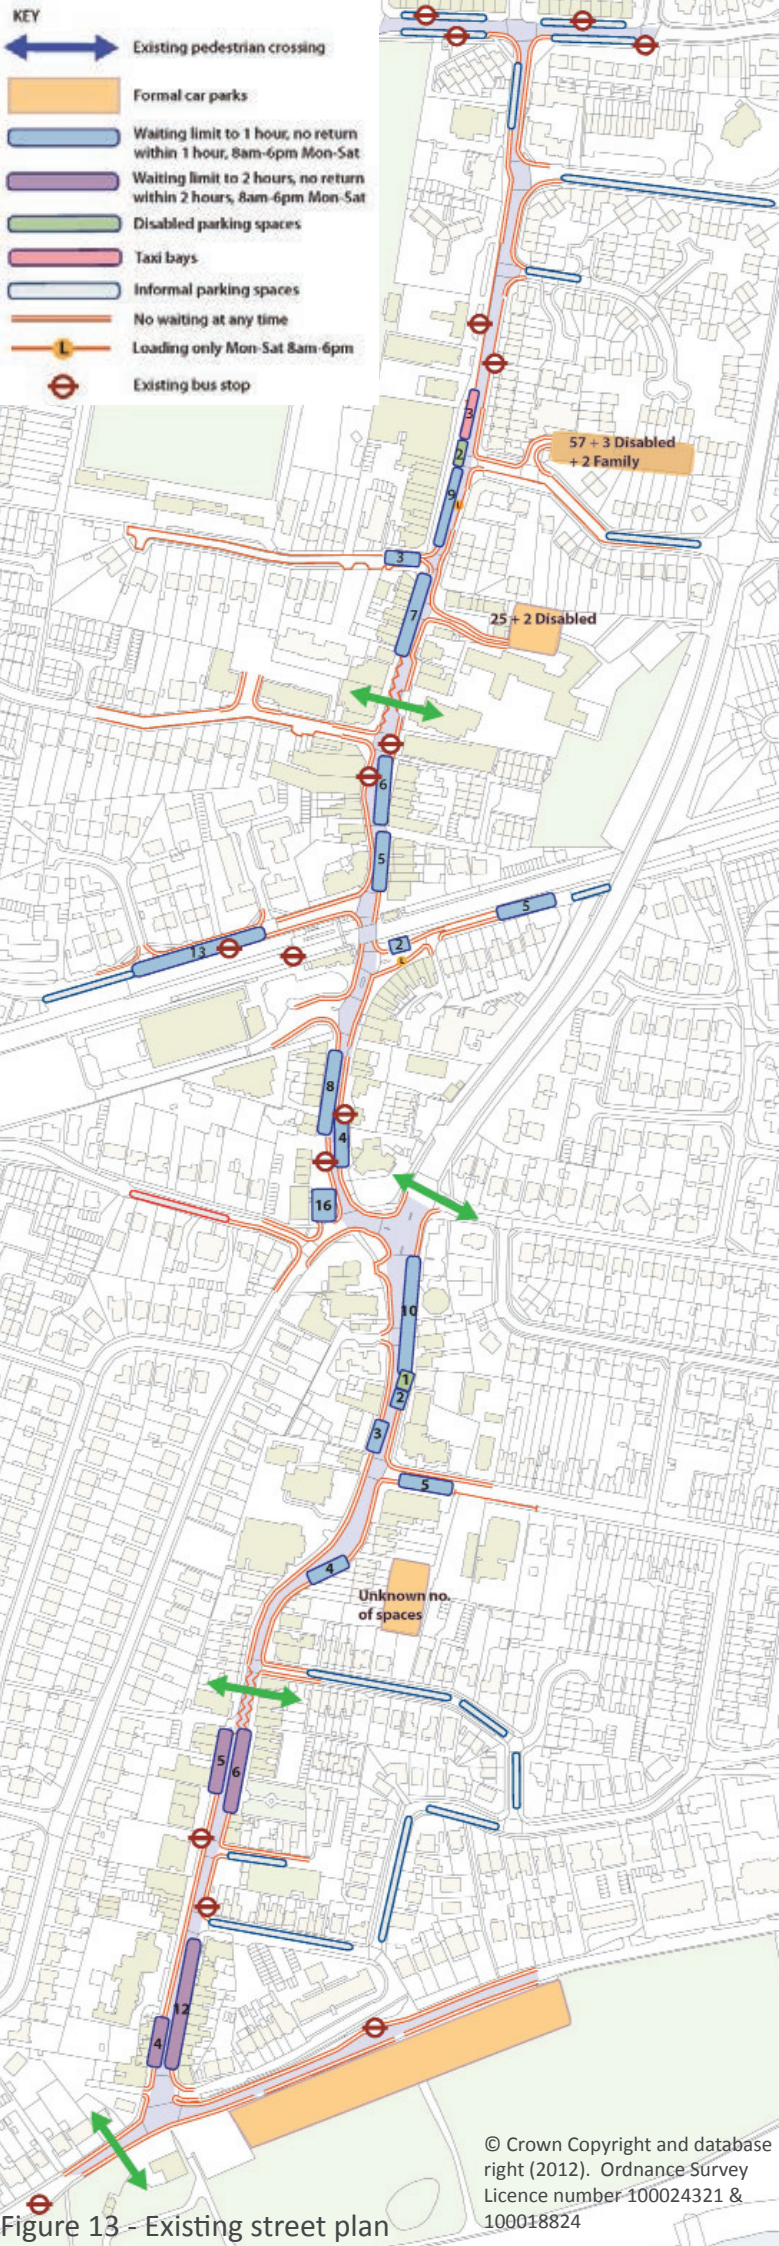 KEY
Existing pedestrian crossing
Formal car parks
Waiting limit to 1 hour, no return
within 1 hour, 8am-6pm Mon-Sat
Waiting limit to 2 hours, no return
within 2 hours, 8am-6pm Mon-Sat
Disabled parking spaces
Taxi bays
Informal parking spaces
No waiting at any time
L
Loading only Mon-Sat 8am-6pm
Existing bus stop
3
57 + 3 Disabled
+ 2 Family
2
9
L
3
7
25 + 2 Disabled
6
5
5
13
2
L
8
4
16
10
1
2
3
5
4
Unknown no.
of spaces
5
6
12
4
© Crown Copyright and database
right (2012). Ordnance Survey
Licence number 100024321 &
100018824
Figure 13 - Existing street plan